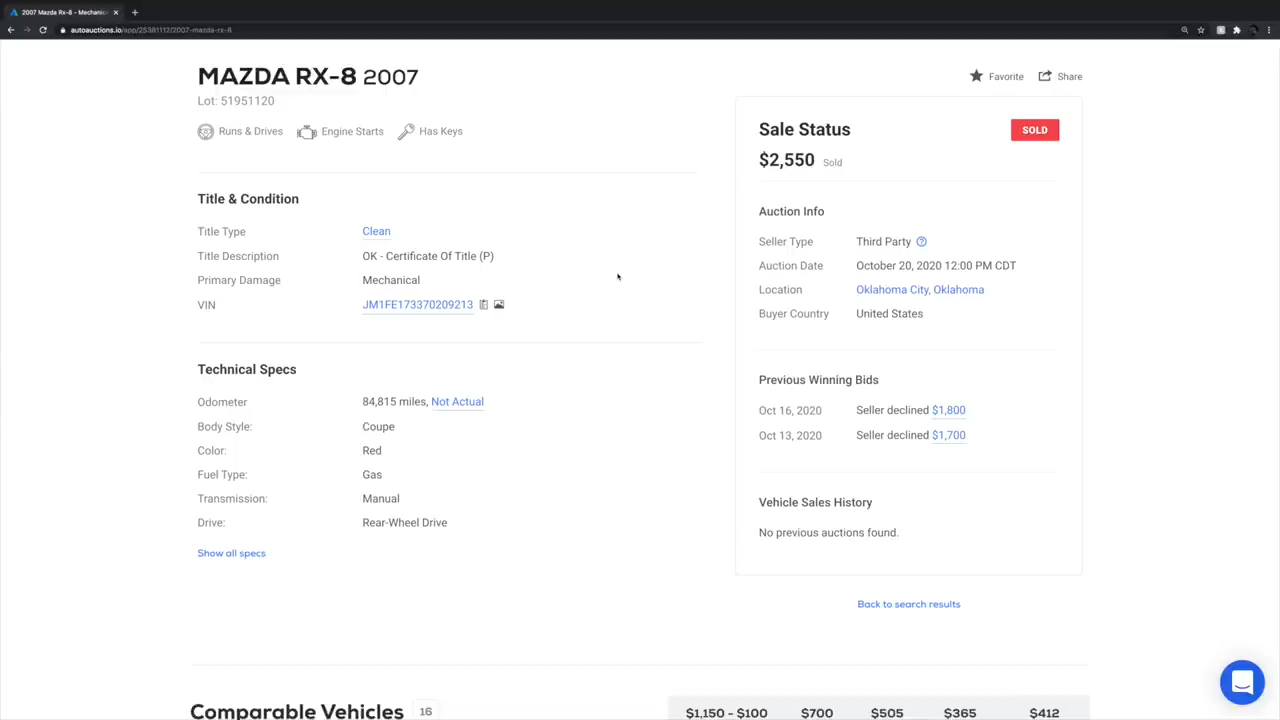 2007 Mazda Rx-8 - Mechanic
autoauctions.io/app/25381112/2007-mazda-rx-8
MAZDA RX-8 2007
Lot: 51951120
Runs & Drives Engine Starts Has Keys
Favorite Share
Title & Condition
Title Type Clean
Title Description OK - Certificate Of Title (P)
Primary Damage Mechanical
VIN JM1FE173370209213
Technical Specs
Odometer 84,815 miles, Not Actual
Body Style: Coupe
Color: Red
Fuel Type: Gas
Transmission: Manual
Drive: Rear-Wheel Drive
Show all specs
Sale Status SOLD
$2,550 Sold
Auction Info
Seller Type Third Party
Auction Date October 20, 2020 12:00 PM CDT
Location Oklahoma City, Oklahoma
Buyer Country United States
Previous Winning Bids
Oct 16, 2020 Seller declined $1,800
Oct 13, 2020 Seller declined $1,700
Vehicle Sales History
No previous auctions found.
Back to search results
Comparable Vehicles 16
$1,150 - $100 $700 $505 $365 $412